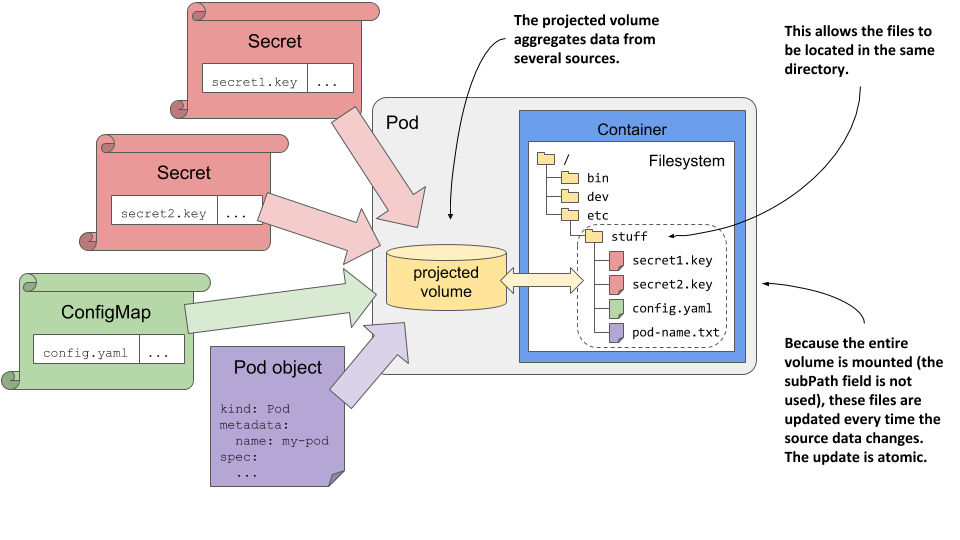 Secret
secret1.key
...
The projected volume
aggregates data from
several sources.
This allows the files to
be located in the same
directory.
Pod
Container
Filesystem
/
bin
dev
etc
stuff
secret1.key
secret2.key
config.yaml
pod-name.txt
Secret
secret2.key
...
projected
volume
ConfigMap
config.yaml
...
Pod object
kind: Pod
metadata:
name: my-pod
spec:
...
Because the entire
volume is mounted (the
subPath field is not
used), these files are
updated every time the
source data changes.
The update is atomic.